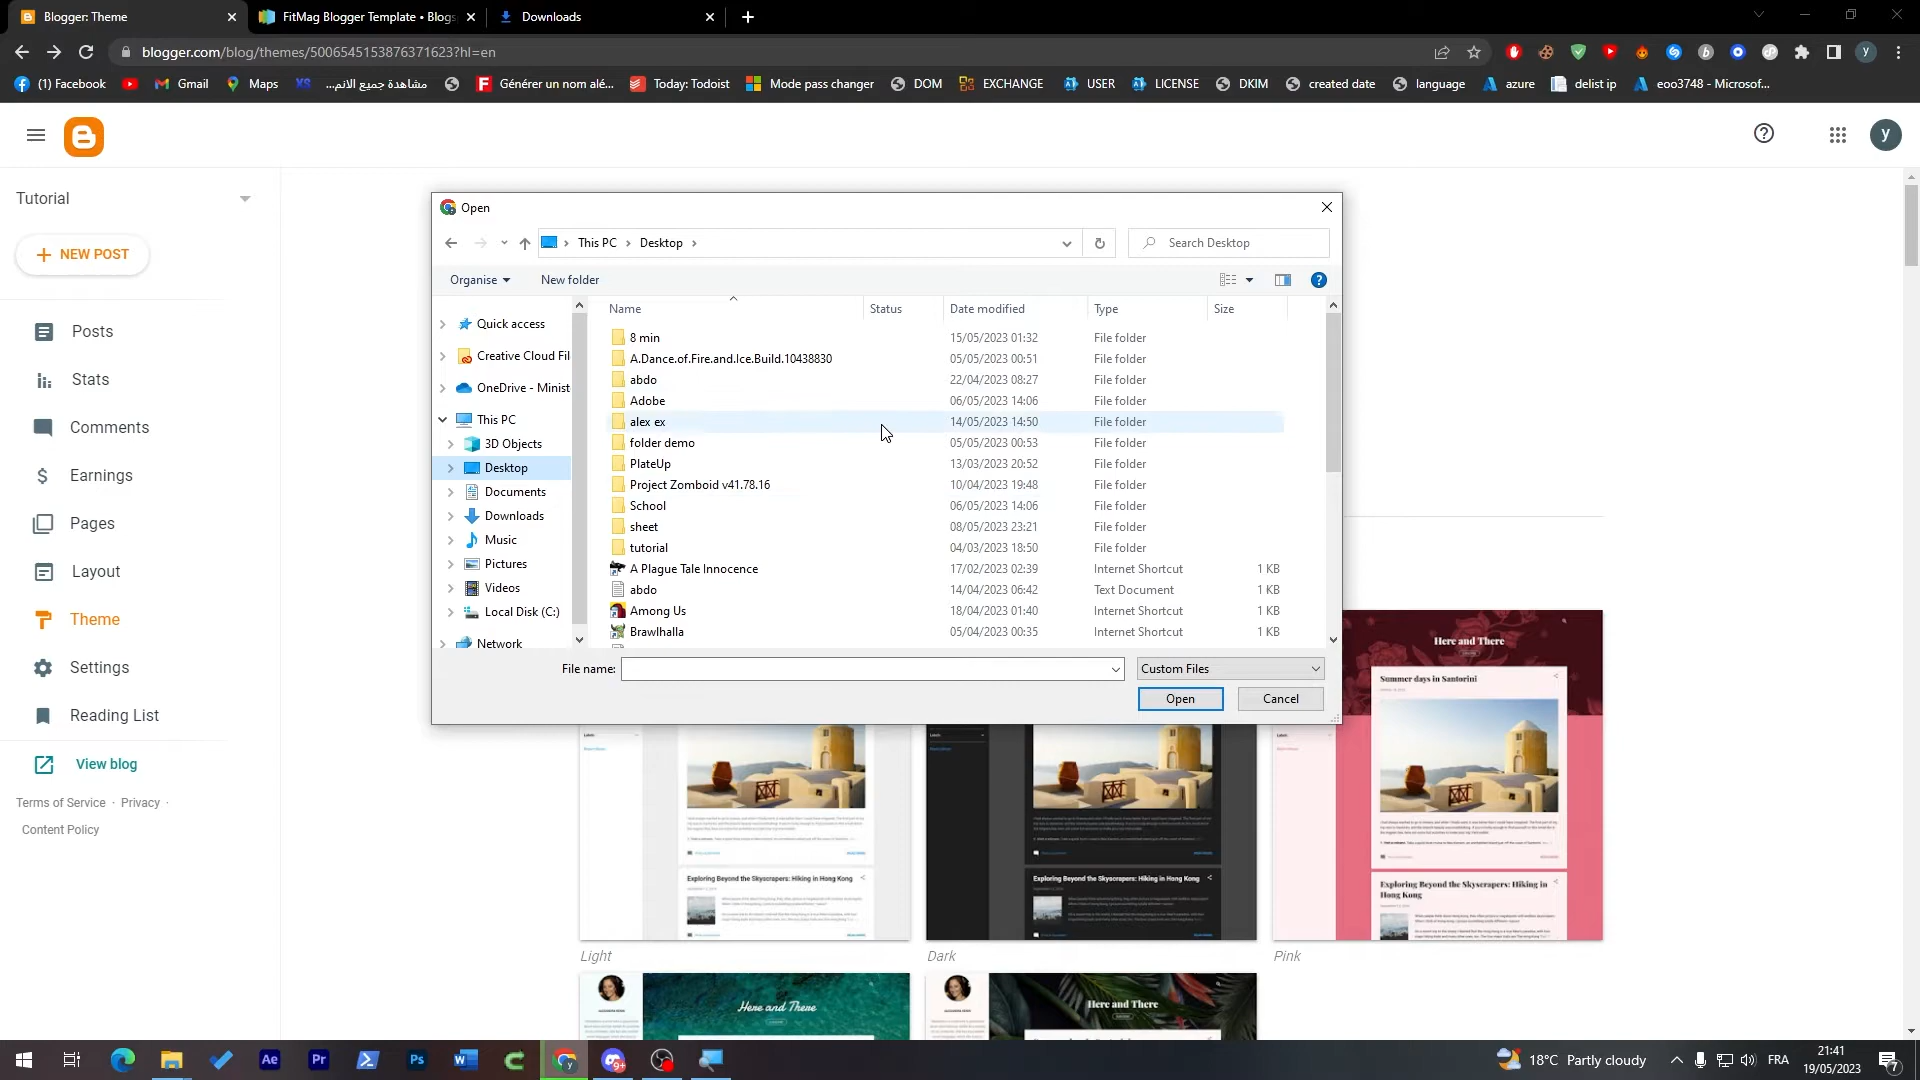 Blogger: Theme
FitMag Blogger Template • Blogs
Downloads
blogger.com/blog/themes/5006545153876371623?hl=en
(1) Facebook
Gmail
Maps
XS
مشاهدة جميع الانم...
Générer un nom alé...
Today: Todoist
Mode pass changer
DOM
EXCHANGE
USER
LICENSE
DKIM
created date
language
azure
delist ip
eoo3748 - Microsof...
y
Tutorial
NEW POST
Posts
Stats
Comments
Earnings
Pages
Layout
Theme
Settings
Reading List
View blog
Terms of Service · Privacy ·
Content Policy
Open
This PC
Desktop
Search Desktop
Organise
New folder
Name
Status
Date modified
Type
Size
Quick access
Creative Cloud Fil
OneDrive - Minist
This PC
3D Objects
Desktop
Documents
Downloads
Music
Pictures
Videos
Local Disk (C:)
Network
8 min 15/05/2023 01:32 File folder
A.Dance.of.Fire.and.Ice.Build.10438830 05/05/2023 00:51 File folder
abdo 22/04/2023 08:27 File folder
Adobe 06/05/2023 14:06 File folder
alex ex 14/05/2023 14:50 File folder
folder demo 05/05/2023 00:53 File folder
PlateUp 13/03/2023 20:52 File folder
Project Zomboid v41.78.16 10/04/2023 19:48 File folder
School 06/05/2023 14:06 File folder
sheet 08/05/2023 23:21 File folder
tutorial 04/03/2023 18:50 File folder
A Plague Tale Innocence 17/02/2023 02:39 Internet Shortcut 1 KB
abdo 14/04/2023 06:42 Text Document 1 KB
Among Us 18/04/2023 01:40 Internet Shortcut 1 KB
Brawlhalla 05/04/2023 00:35 Internet Shortcut 1 KB
File name:
Custom Files
Open
Cancel
Here and There
Summer days in Santorini
Exploring Beyond the Skyscrapers: Hiking in Hong Kong
Exploring Beyond the Skyscrapers: Hiking in Hong Kong
Exploring Beyond the Skyscrapers: Hiking in
Hong Kong
Light
Dark
Pink
Here and There
Here and There
Ae
Pr
Ps
18°C Partly cloudy
FRA
21:41
19/05/2023
7